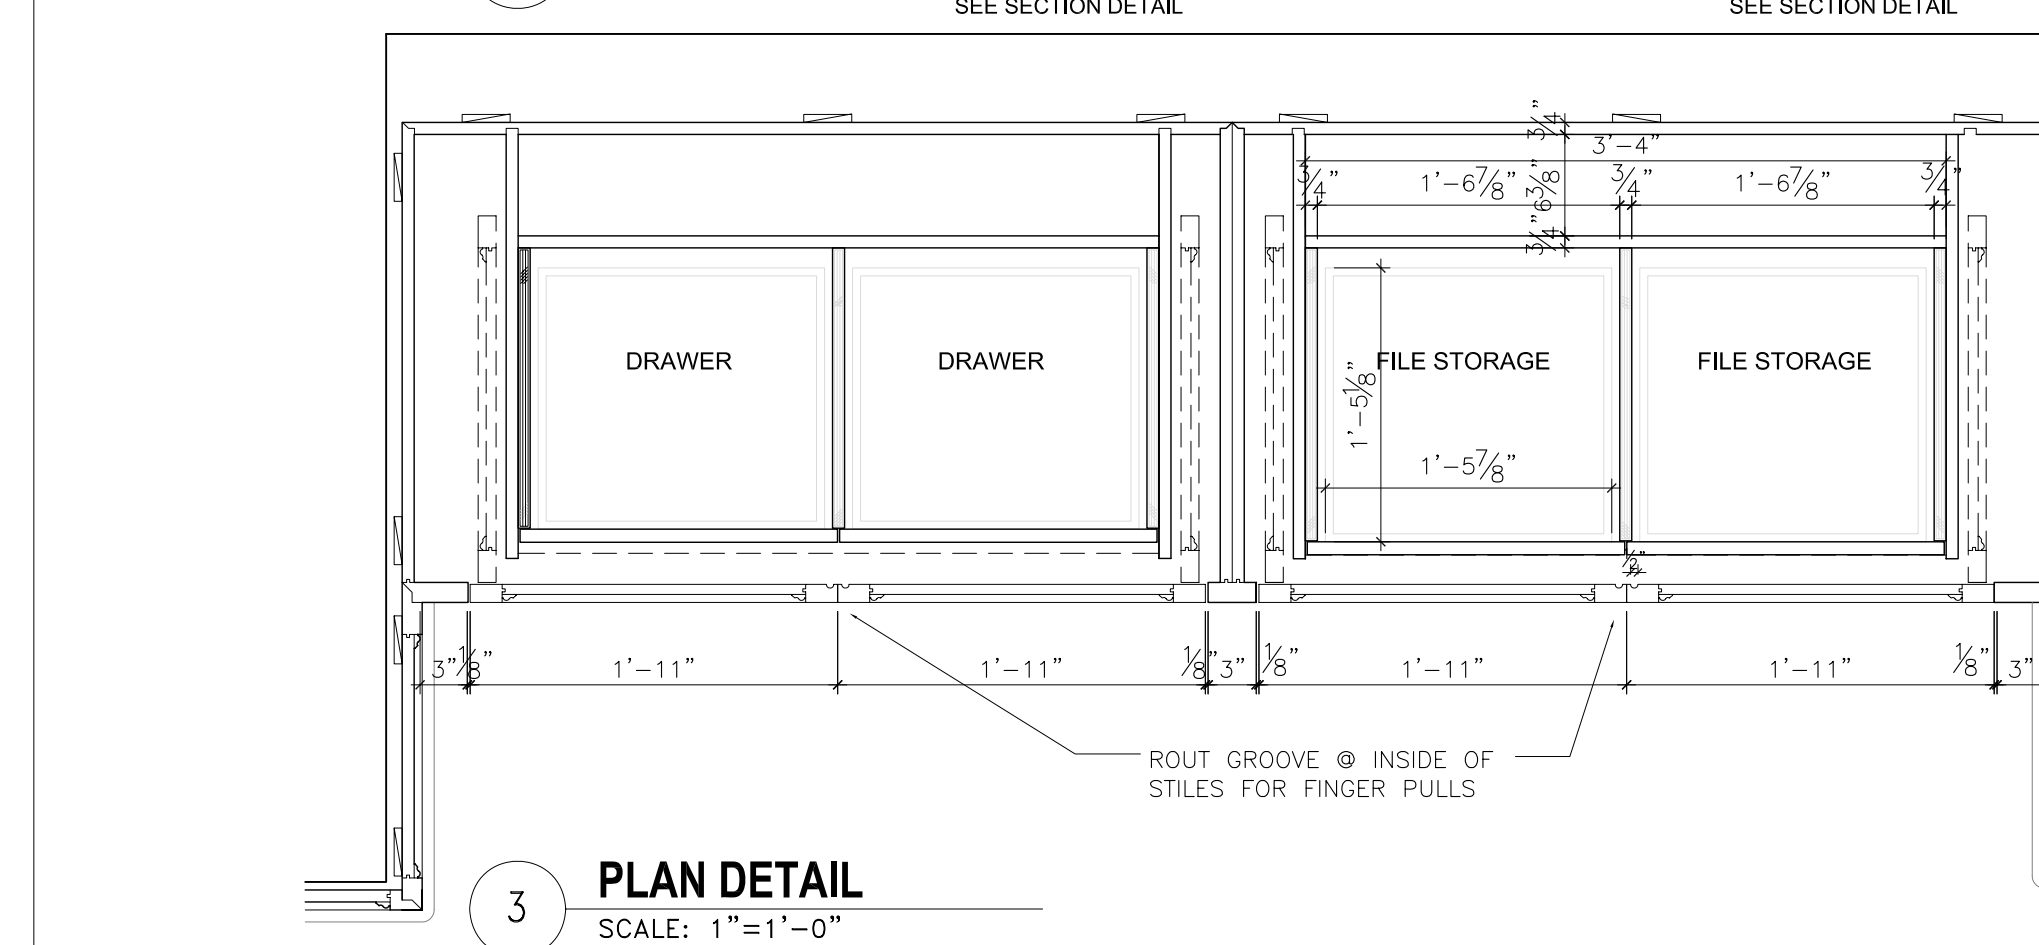 SEE SECTION DETAIL
SEE SECTION DETAIL
3/4"
3'-4"
3/4"
1'-6 7/8"
6 3/8"
3/4"
1'-6 7/8"
3/4"
3/4"
DRAWER
DRAWER
FILE STORAGE
FILE STORAGE
1'-5 1/8"
1'-5 7/8"
1/2"
3"
1/8"
1'-11"
1'-11"
1/8"
3"
1/8"
1'-11"
1'-11"
1/8"
3"
ROUT GROOVE @ INSIDE OF
STILES FOR FINGER PULLS
3
PLAN DETAIL
SCALE: 1"=1'-0"